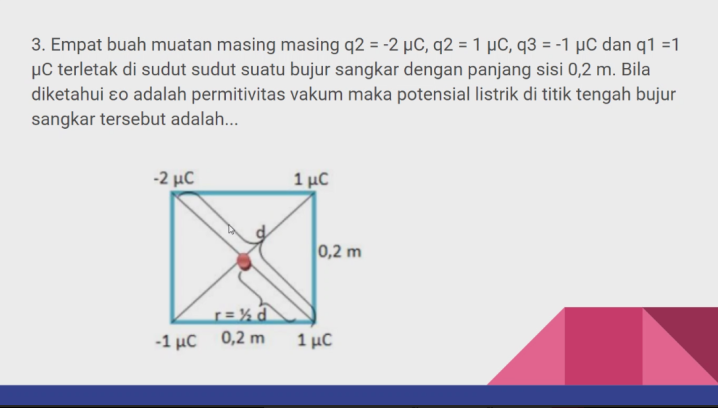 3. Empat buah muatan masing masing q2 = -2 μC, q2 = 1 μC, q3 = -1 μC dan q1 =1
μC terletak di sudut sudut suatu bujur sangkar dengan panjang sisi 0,2 m. Bila
diketahui εo adalah permitivitas vakum maka potensial listrik di titik tengah bujur
sangkar tersebut adalah...
-2 μC
1 μC
d
0,2 m
r = ½ d
-1 μC
0,2 m
1 μC